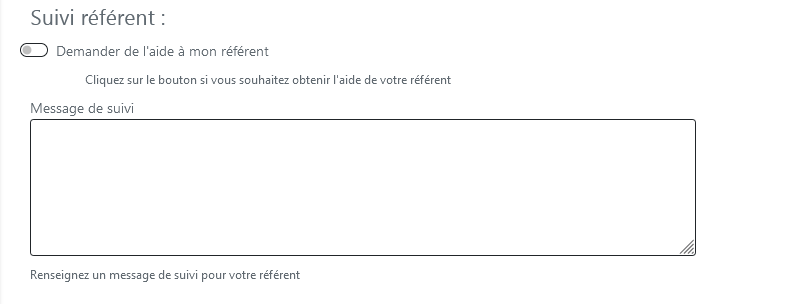 Suivi référent :
Demander de l'aide à mon référent
Cliquez sur le bouton si vous souhaitez obtenir l'aide de votre référent
Message de suivi
Renseignez un message de suivi pour votre référent